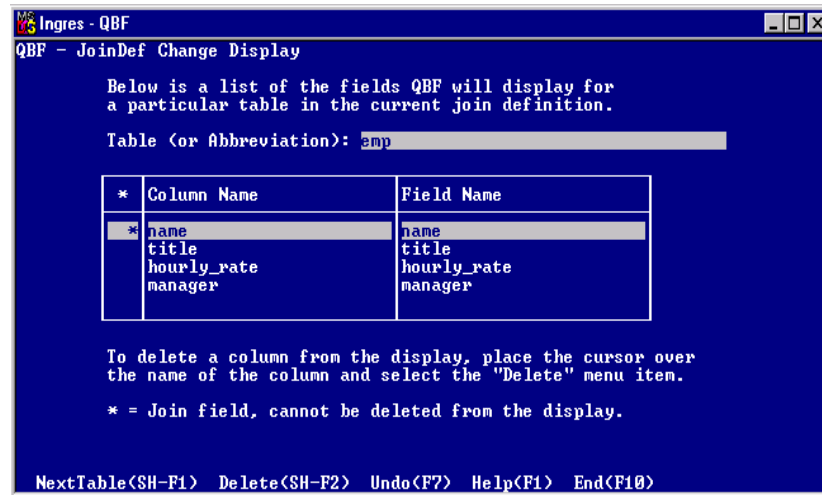 Ingres - QBF
QBF - JoinDef Change Display
Below is a list of the fields QBF will display for
a particular table in the current join definition.
Table (or Abbreviation): emp
* Column Name Field Name
* name name
title title
hourly_rate hourly_rate
manager manager
To delete a column from the display, place the cursor over
the name of the column and select the "Delete" menu item.
* = Join field, cannot be deleted from the display.
NextTable(SH-F1) Delete(SH-F2) Undo(F7) Help(F1) End(F10)